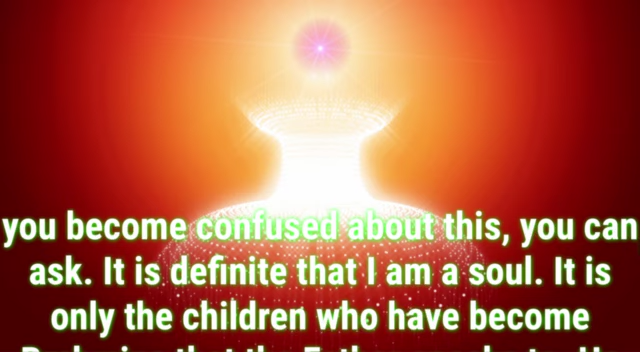 you become confused about this, you can
ask. It is definite that I am a soul. It is
only the children who have become